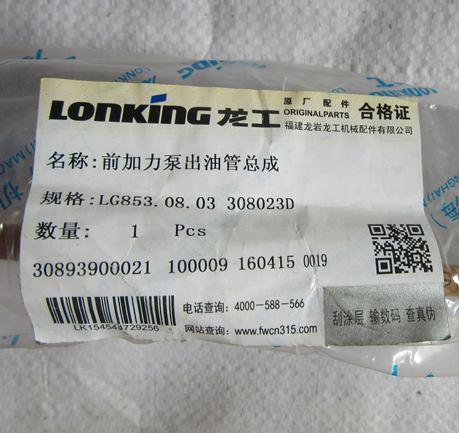 LONKING 龙工
原厂配件 合格证
ORIGINALPARTS
福建龙岩龙工机械配件有限公司
名称:前加力泵出油管总成
规格:LG853.08.03 308023D
数量: 1 Pcs
30893900021 100009 160415 0019
LK154544729256
电话查询:4000-588-566
网站查询:www.fwcn315.com
刮涂层 输数码 查真伪